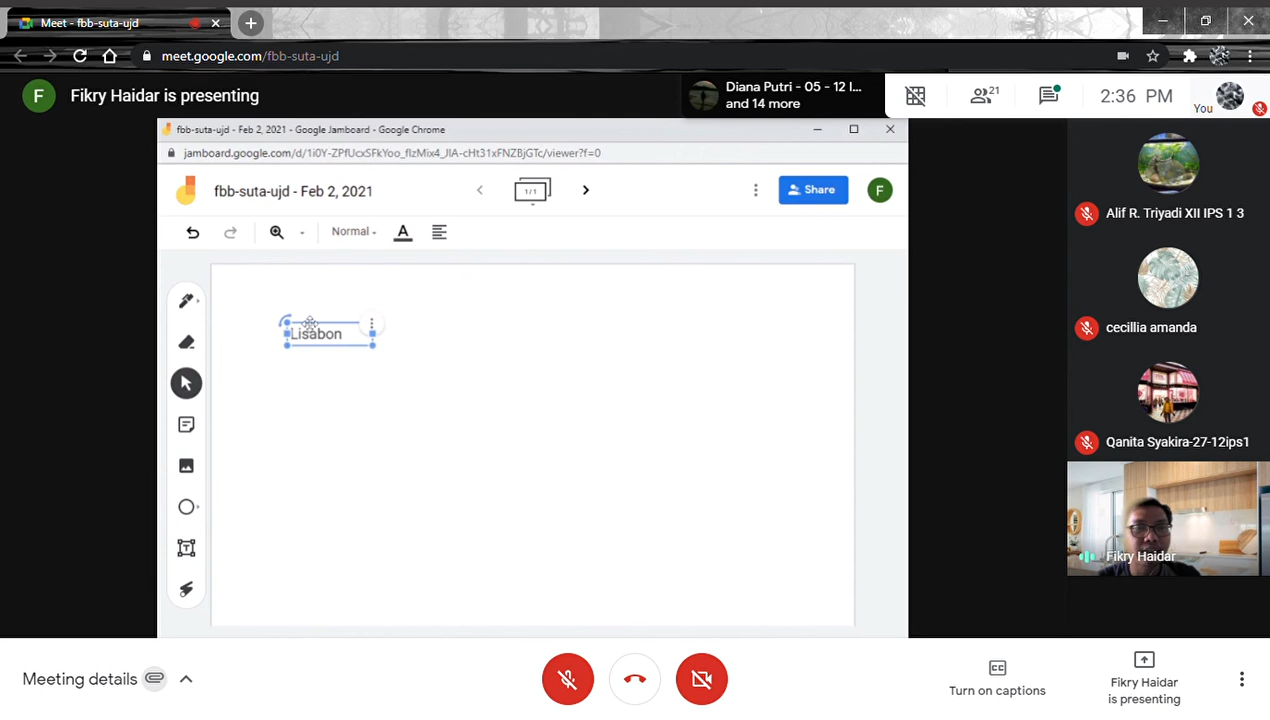 Meet - fbb-suta-ujd
meet.google.com/fbb-suta-ujd
F
Fikry Haidar is presenting
Diana Putri - 05 - 12 I...
and 14 more
21
2:36 PM
You
fbb-suta-ujd - Feb 2, 2021 - Google Jamboard - Google Chrome
jamboard.google.com/d/1i0Y-ZPfUcxSFkYoo_flzMix4_JlA-cHt31xFNZBjGTc/viewer?f=0
fbb-suta-ujd - Feb 2, 2021
1/1
Share
F
Normal
A
Lisabon
T
Alif R. Triyadi XII IPS 1 3
cecillia amanda
Qanita Syakira-27-12ips1
Fikry Haidar
Meeting details
CC
Turn on captions
Fikry Haidar
is presenting